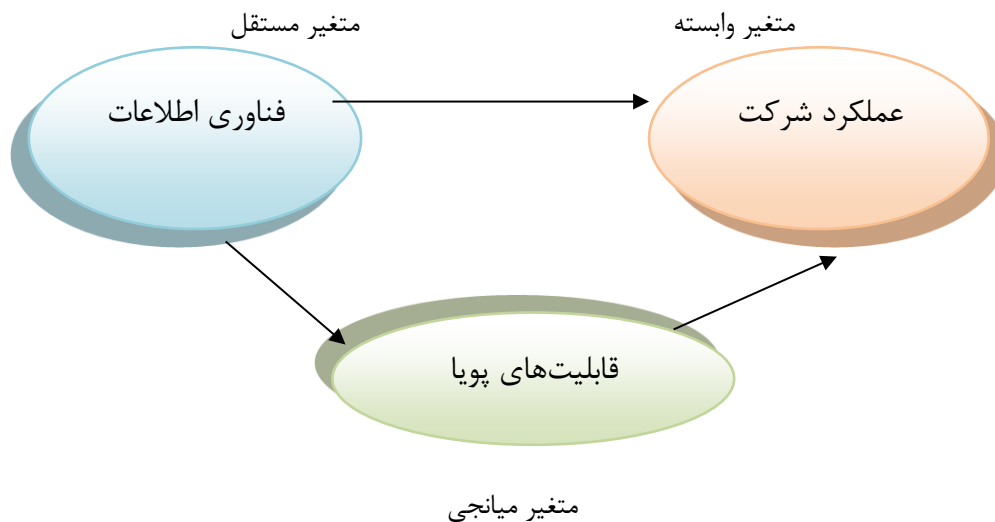 متغیر مستقل
متغیر وابسته
فناوری اطلاعات
عملکرد شرکت
قابلیت‌های پویا
متغیر میانجی